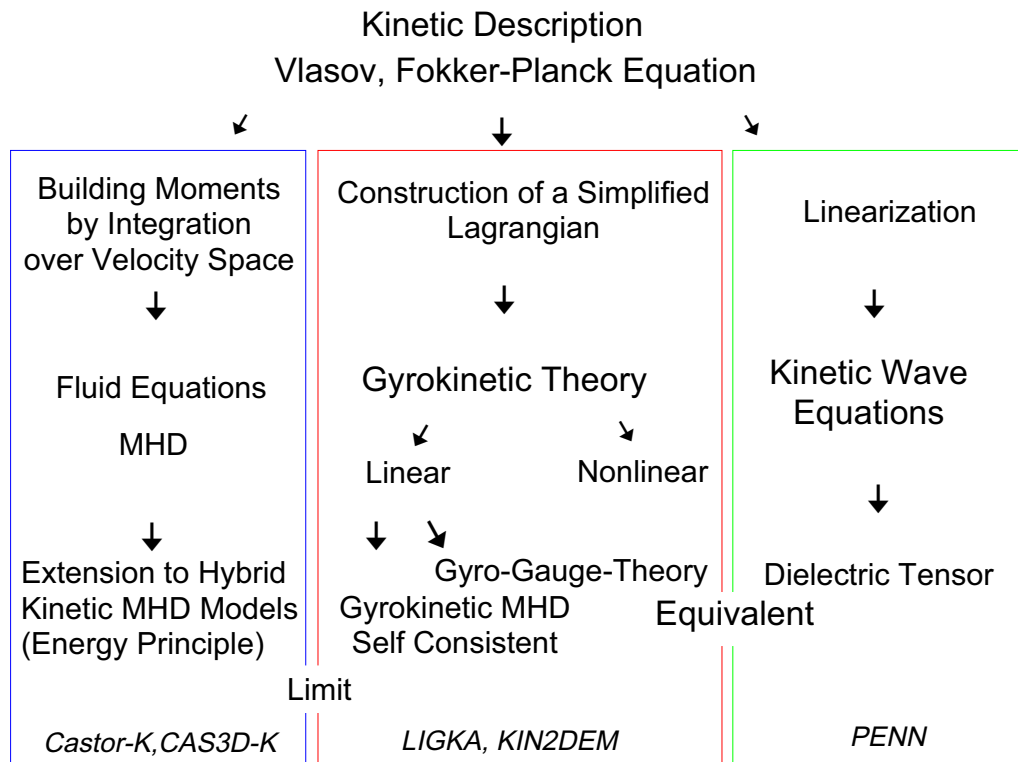 Kinetic Description
Vlasov, Fokker-Planck Equation
Building Moments
by Integration
over Velocity Space
Fluid Equations
MHD
Extension to Hybrid
Kinetic MHD Models
(Energy Principle)
Castor-K,CAS3D-K
Limit
Construction of a Simplified
Lagrangian
Gyrokinetic Theory
Linear
Nonlinear
Gyro-Gauge-Theory
Gyrokinetic MHD
Self Consistent
LIGKA, KIN2DEM
Equivalent
Linearization
Kinetic Wave
Equations
Dielectric Tensor
PENN